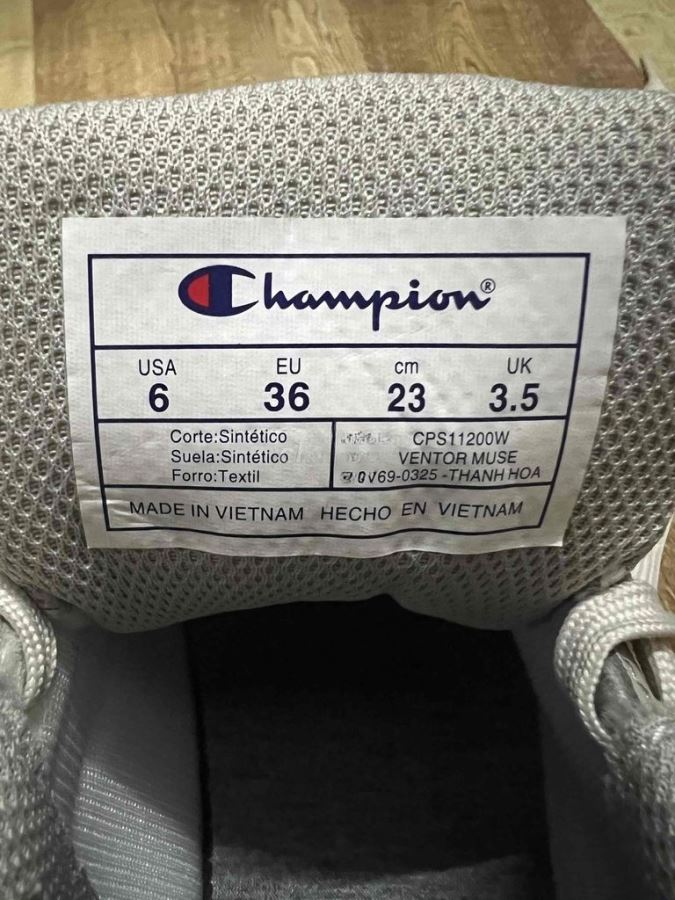 Champion®
USA EU cm UK
6 36 23 3.5
Corte:Sintético
Suela:Sintético
Forro:Textil
CPS11200W
VENTOR MUSE
0V69-0325 -THANH HOA
MADE IN VIETNAM HECHO EN VIETNAM